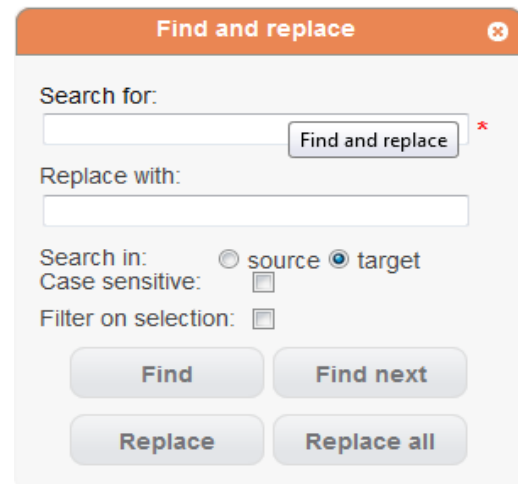 Find and replace
Search for:
*
Find and replace
Replace with:
Search in: source target
Case sensitive:
Filter on selection:
Find Find next
Replace Replace all